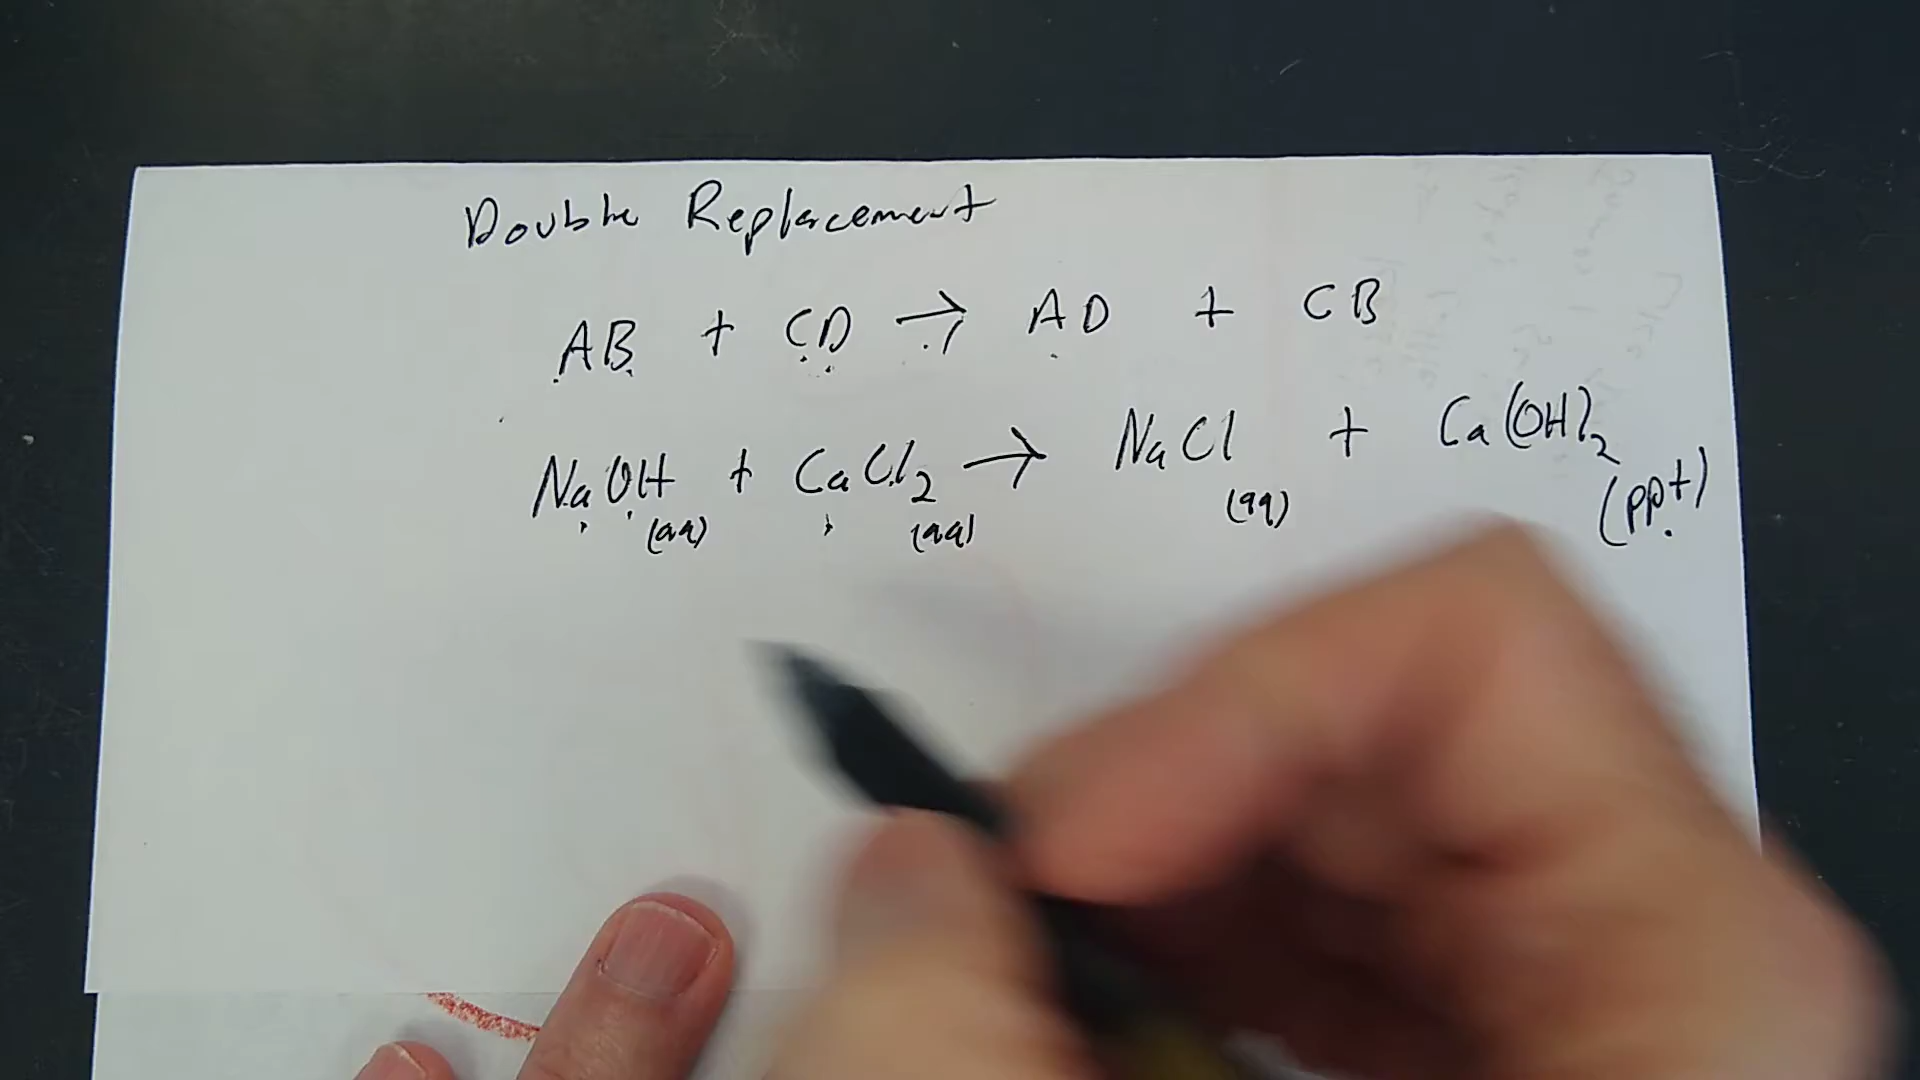 Double Replacement
AB + CD → AD + CB
NaOH (aq) + CaCl2 (aq) → NaCl (aq) + Ca(OH)2 (ppt)